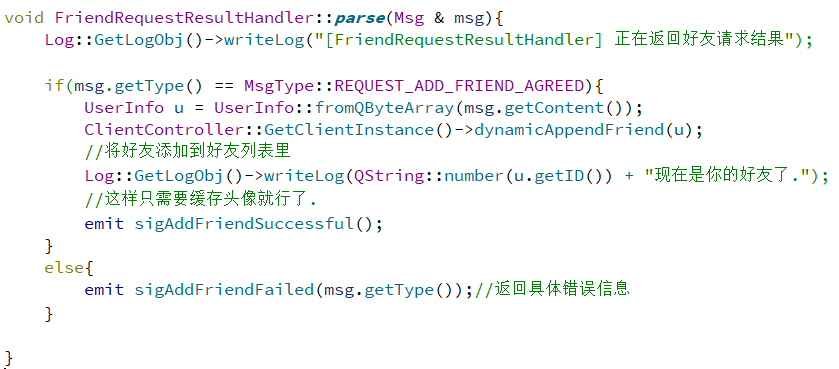 void FriendRequestResultHandler::parse(Msg & msg){
    Log::GetLogObj()->writeLog("[FriendRequestResultHandler] 正在返回好友请求结果");

    if(msg.getType() == MsgType::REQUEST_ADD_FRIEND_AGREED){
        UserInfo u = UserInfo::fromQByteArray(msg.getContent());
        ClientController::GetClientInstance()->dynamicAppendFriend(u);
        //将好友添加到好友列表里
        Log::GetLogObj()->writeLog(QString::number(u.getID()) + "现在是你的好友了.");
        //这样只需要缓存头像就行了.
        emit sigAddFriendSuccessful();
    }
    else{
        emit sigAddFriendFailed(msg.getType());//返回具体错误信息
    }

}